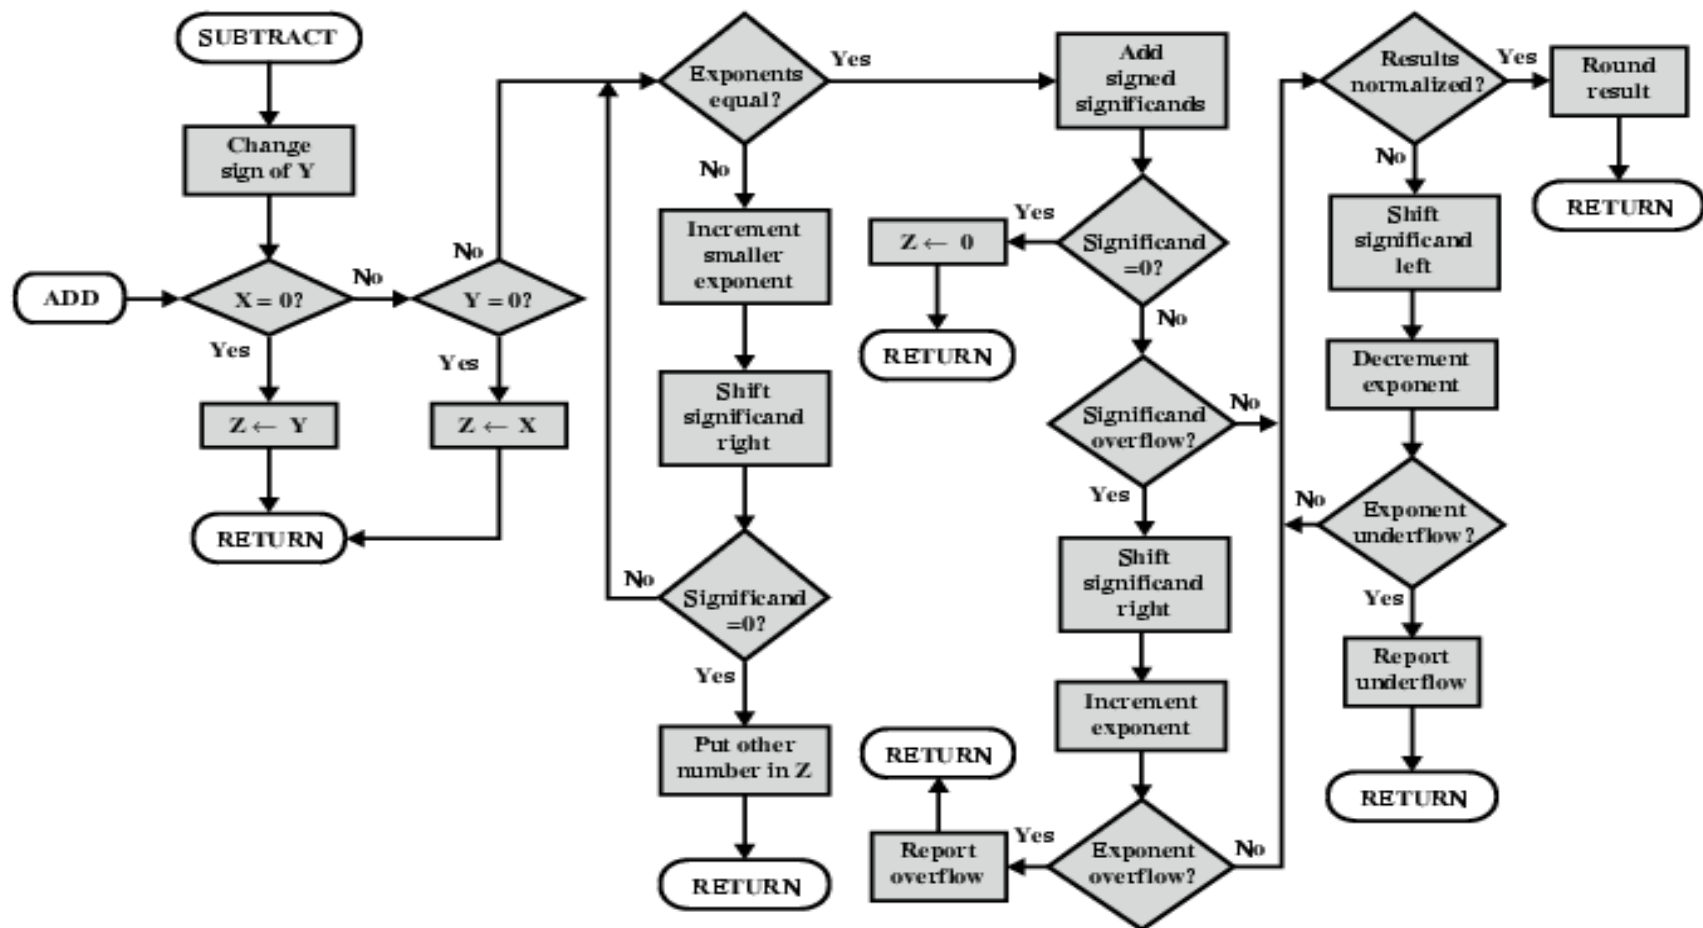 SUBTRACT
Change
sign of Y
ADD
X = 0?
No
Yes
Z ← Y
RETURN
Y = 0?
No
Yes
Z ← X
Exponents
equal?
Yes
No
Increment
smaller
exponent
Shift
significand
right
Significand
=0?
No
Yes
Put other
number in Z
RETURN
Add
signed
significands
Significand
=0?
Yes
Z ← 0
RETURN
No
Significand
overflow?
No
Yes
Shift
significand
right
Increment
exponent
Exponent
overflow?
Yes
Report
overflow
RETURN
No
Results
normalized?
Yes
Round
result
RETURN
No
Shift
significand
left
Decrement
exponent
Exponent
underflow?
No
Yes
Report
underflow
RETURN